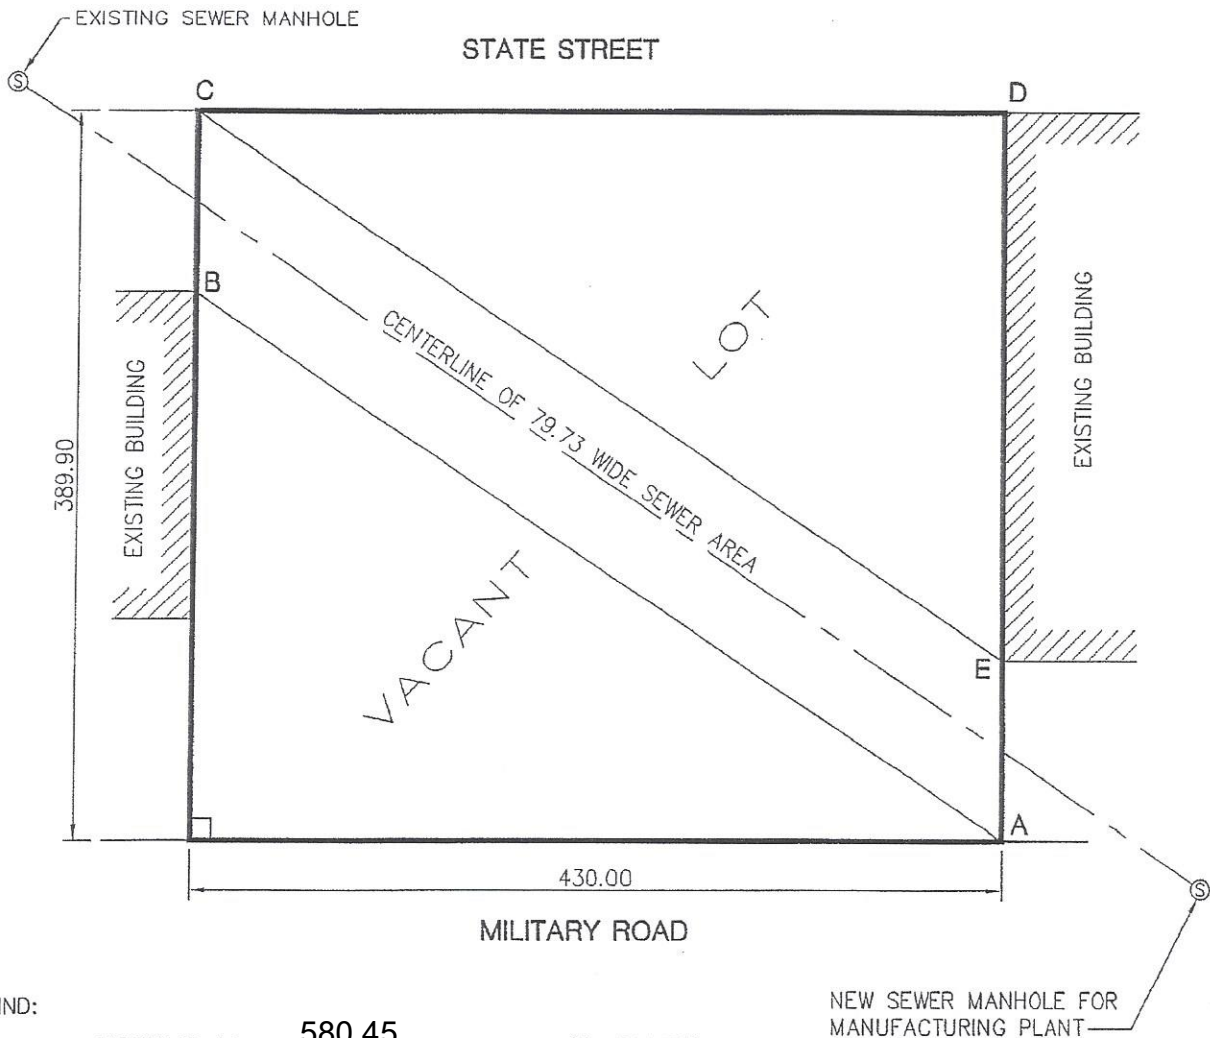 EXISTING SEWER MANHOLE
S
STATE STREET
C
D
B
LOT
EXISTING BUILDING
EXISTING BUILDING
389.90
CENTERLINE OF 79.73 WIDE SEWER AREA
VACANT
E
A
430.00
S
MILITARY ROAD
NEW SEWER MANHOLE FOR
MANUFACTURING PLANT
IND:
580.45